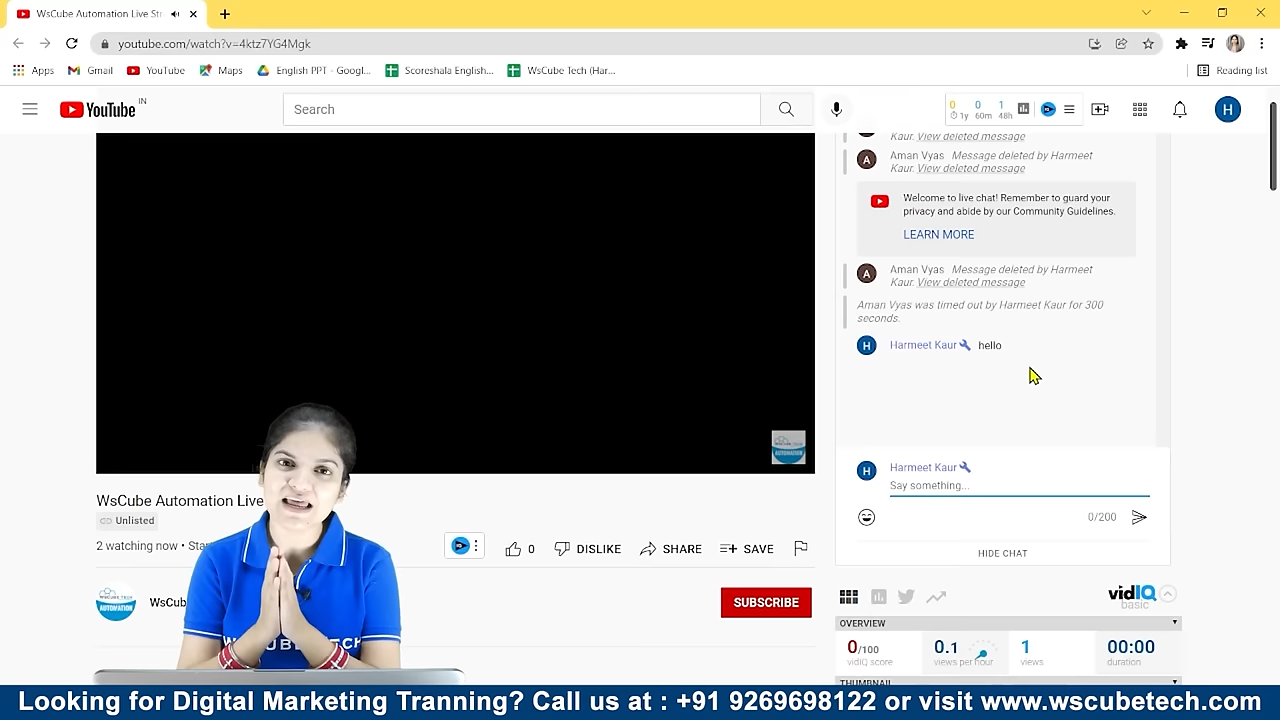 WsCube Automation Live St
youtube.com/watch?v=4ktz7YG4Mgk
Apps
Gmail
YouTube
Maps
English PPT - Googl...
Scoreshala English...
WsCube Tech (Har...
Reading list
YouTube IN
Search
0 0 1
1y 60m 48h
H
Kaur. View deleted message
A Aman Vyas Message deleted by Harmeet
Kaur. View deleted message
Welcome to live chat! Remember to guard your
privacy and abide by our Community Guidelines.
LEARN MORE
A Aman Vyas Message deleted by Harmeet
Kaur. View deleted message
Aman Vyas was timed out by Harmeet Kaur for 300
seconds.
H Harmeet Kaur hello
H Harmeet Kaur
Say something...
0/200
HIDE CHAT
WsCube Automation Live
Unlisted
2 watching now • Star
0
DISLIKE
SHARE
SAVE
AUTOMATION
WsCub
SUBSCRIBE
vidIQ
basic
OVERVIEW
0/100
vidIQ score
0.1
views per hour
1
views
00:00
duration
THUMBNAIL
Looking for Digital Marketing Tranning? Call us at : +91 9269698122 or visit www.wscubetech.com